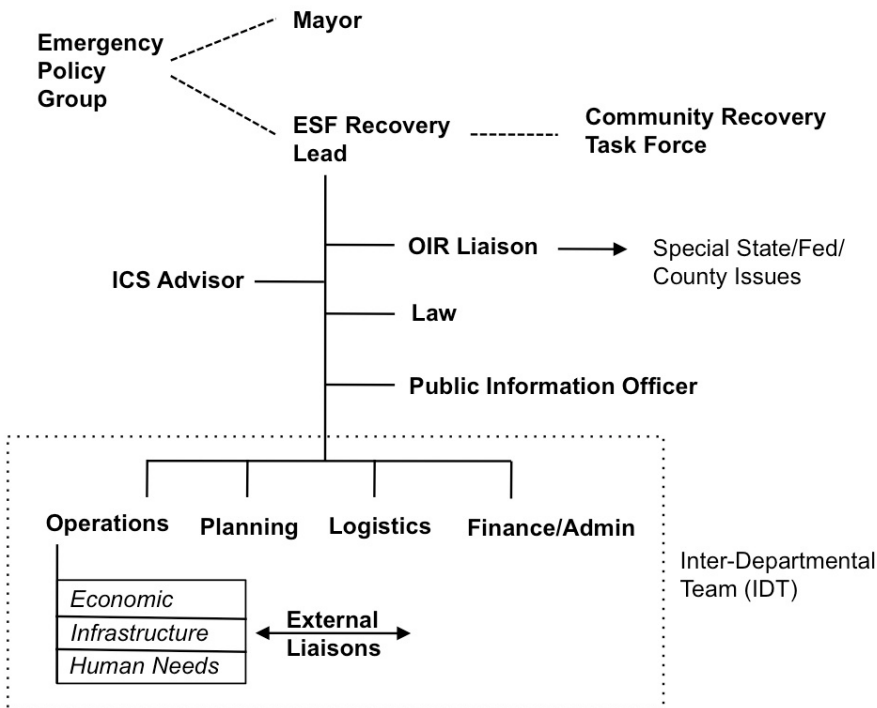 Mayor
Emergency
Policy
Group
ESF Recovery
Lead
Community Recovery
Task Force
OIR Liaison
Special State/Fed/
County Issues
ICS Advisor
Law
Public Information Officer
Operations
Planning
Logistics
Finance/Admin
Inter-Departmental
Team (IDT)
Economic
Infrastructure
Human Needs
External
Liaisons